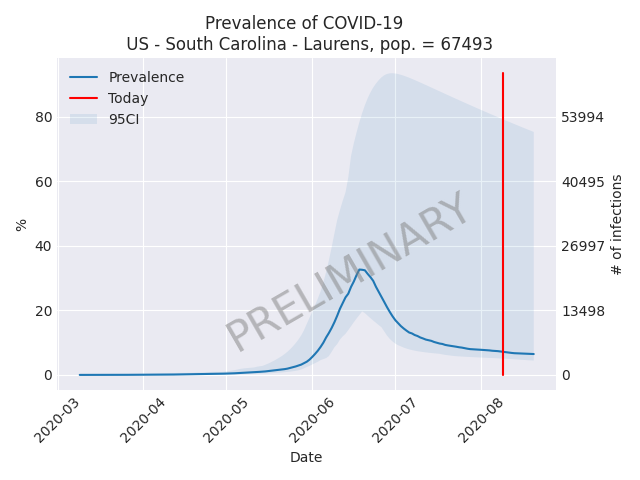 Prevalence of COVID-19
US - South Carolina - Laurens, pop. = 67493
Prevalence
Today
95CI
80
60
40
20
0
%
53994
40495
26997
13498
0
# of infections
PRELIMINARY
2020-03
2020-04
2020-05
2020-06
2020-07
2020-08
Date